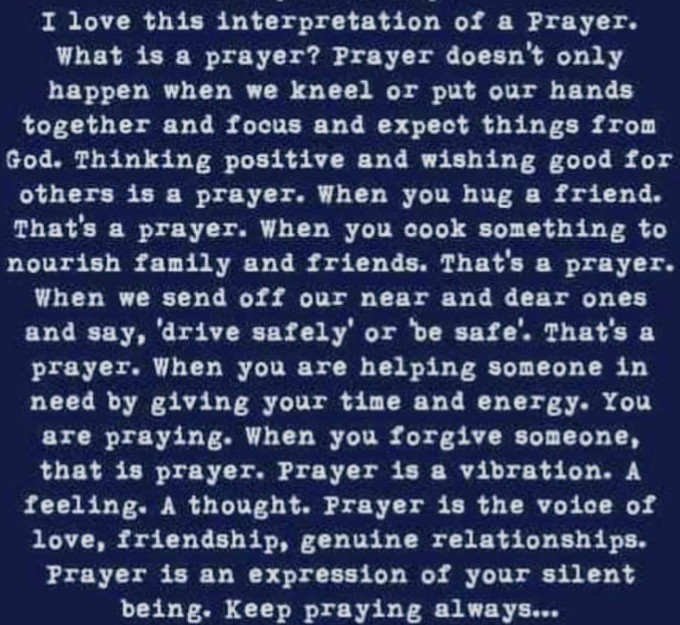 I love this interpretation of a Prayer.
What is a prayer? Prayer doesn't only
happen when we kneel or put our hands
together and focus and expect things from
God. Thinking positive and wishing good for
others is a prayer. When you hug a friend.
That's a prayer. When you cook something to
nourish family and friends. That's a prayer.
When we send off our near and dear ones
and say, 'drive safely' or 'be safe'. That's a
prayer. When you are helping someone in
need by giving your time and energy. You
are praying. When you forgive someone,
that is prayer. Prayer is a vibration. A
feeling. A thought. Prayer is the voice of
love, friendship, genuine relationships.
Prayer is an expression of your silent
being. Keep praying always...